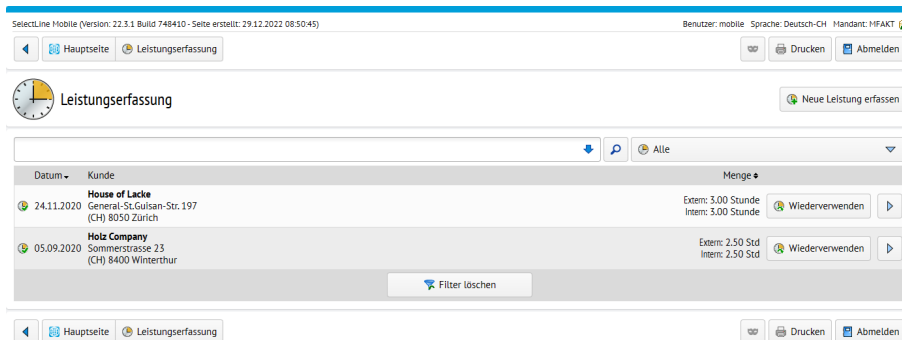 SelectLine Mobile (Version: 22.3.1 Build 748410 - Seite erstellt: 29.12.2022 08:50:45) Benutzer: mobile Sprache: Deutsch-CH Mandant: MFAKT
Hauptseite Leistungserfassung Drucken Abmelden
Leistungserfassung Neue Leistung erfassen
Alle
Datum Kunde Menge
House of Lacke
24.11.2020 General-St.Guisan-Str. 197 Extern: 3.00 Stunde Wiederverwenden
(CH) 8050 Zürich Intern: 3.00 Stunde
Holz Company
05.09.2020 Sommerstrasse 23 Extern: 2.50 Std Wiederverwenden
(CH) 8400 Winterthur Intern: 2.50 Std
Filter löschen
Hauptseite Leistungserfassung Drucken Abmelden